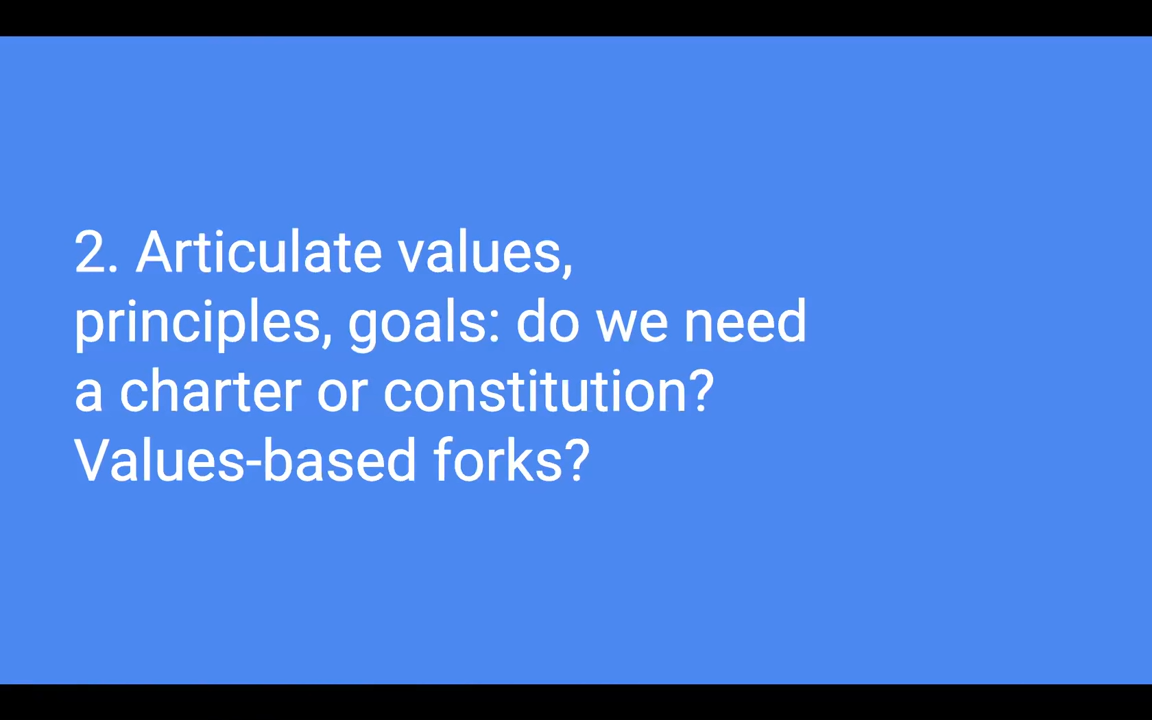 2. Articulate values,
principles, goals: do we need
a charter or constitution?
Values-based forks?